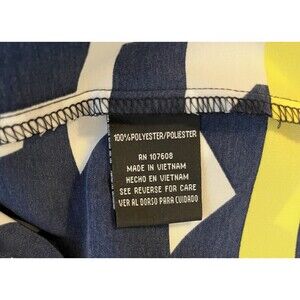 100%POLYESTER/POLIESTER
RN 107608
MADE IN VIETNAM
HECHO EN VIETNAM
SEE REVERSE FOR CARE
VER AL DORSO PARA CUIDADO